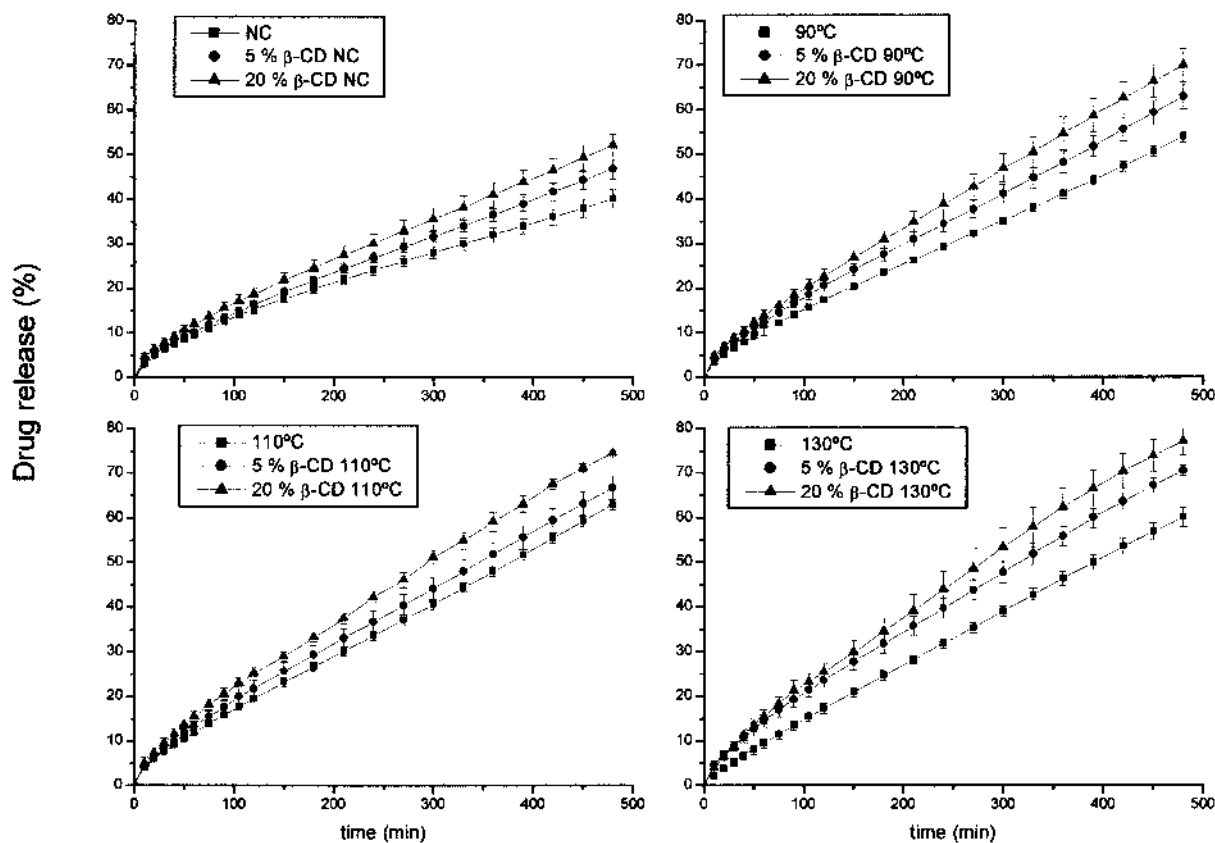 Drug release (%)
80
70
60
50
40
30
20
10
0
NC
5 % β-CD NC
20 % β-CD NC
0 100 200 300 400 500
80
70
60
50
40
30
20
10
0
90ºC
5 % β-CD 90ºC
20 % β-CD 90ºC
0 100 200 300 400 500
80
70
60
50
40
30
20
10
0
110ºC
5 % β-CD 110ºC
20 % β-CD 110ºC
0 100 200 300 400 500
time (min)
80
70
60
50
40
30
20
10
0
130ºC
5 % β-CD 130ºC
20 % β-CD 130ºC
0 100 200 300 400 500
time (min)